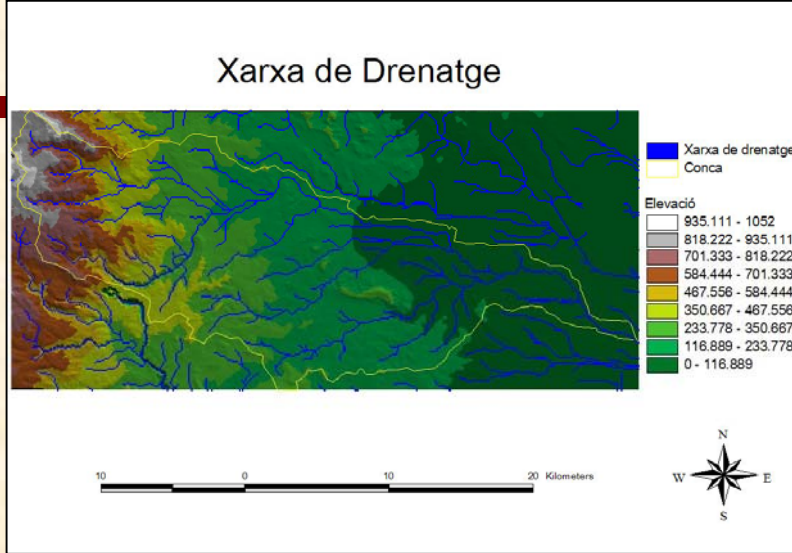 Xarxa de Drenatge
Xarxa de drenatge
Conca
Elevació
935.111 - 1052
818.222 - 935.111
701.333 - 818.222
584.444 - 701.333
467.556 - 584.444
350.667 - 467.556
233.778 - 350.667
116.889 - 233.778
0 - 116.889
10 0 10 20 Kilometers
N
W E
S